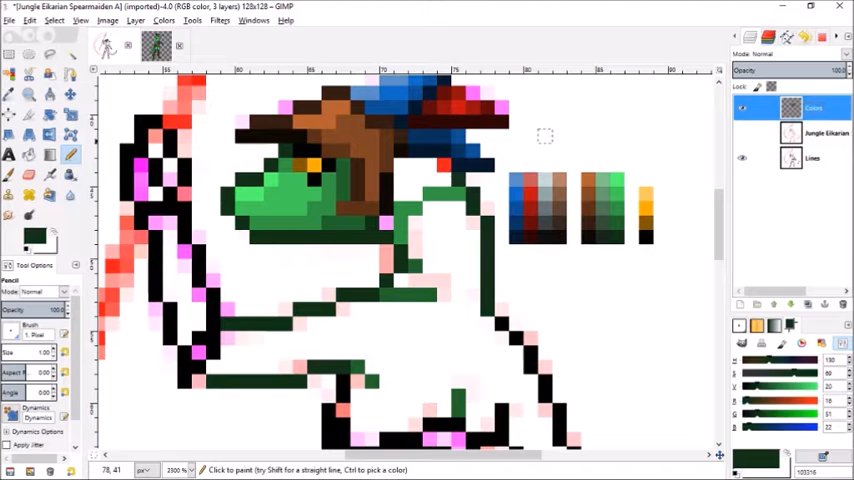 *[Jungle Eikarian Spearmaiden A] (imported)-4.0 (RGB color, 3 layers) 128x128 – GIMP
File Edit Select View Image Layer Colors Tools Filters Windows Help
55 60 65 70 75 80 85 90
Mode: Normal
Opacity 100.0
Lock:
Colors
Jungle Eikarian
Lines
Pencil
Mode: Normal
Opacity 100.0
Brush
1. Pixel
Size 1.00
Aspect R... 0.00
Angle 0.00
Dynamics
Dynamics
Dynamics Options
Apply Jitter
H 130
S 69
V 20
R 16
G 51
B 22
103316
Tool Options
78, 41 px 2300 % Click to paint (try Shift for a straight line, Ctrl to pick a color)